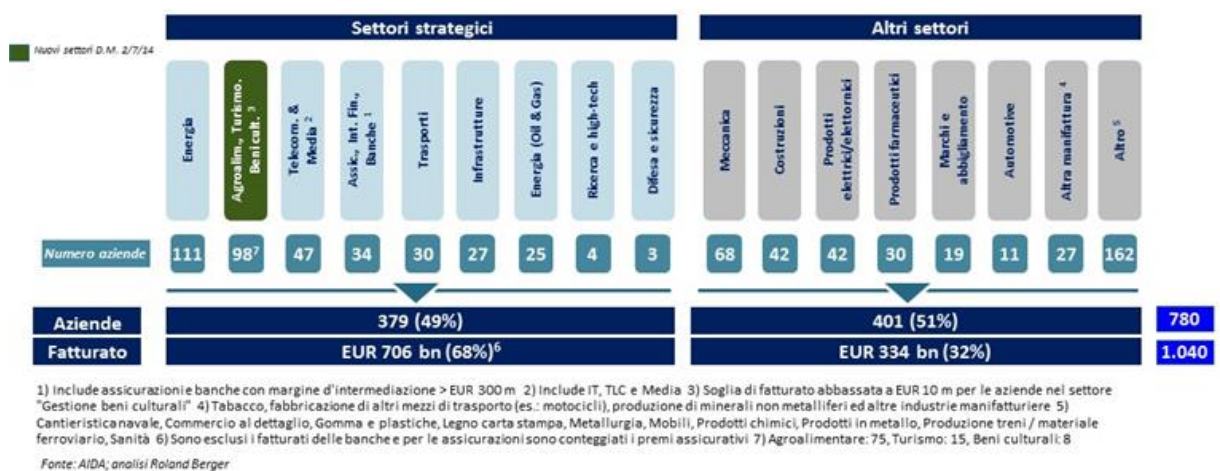 Settori strategici
Altri settori
Nuovi settori D.M. 2/7/14
Energia
Agroalim., Turismo.
Beni cult. 3
Telecom. &
Media 2
Assic., Int. Fin.,
Banche 1
Trasporti
Infrastrutture
Energia (Oil & Gas)
Ricerca e high-tech
Difesa e sicurezza
Meccanica
Costruzioni
Prodotti
elettrici/elettornici
Prodotti farmaceutici
Marchi e
abbigliamento
Automotive
Altra manifattura 4
Altro 5
Numero aziende
111
987
47
34
30
27
25
4
3
68
42
42
30
19
11
27
162
Aziende
379 (49%)
401 (51%)
780
Fatturato
EUR 706 bn (68%)6
EUR 334 bn (32%)
1.040
1) Include assicurazioni e banche con margine d'intermediazione > EUR 300 m 2) Include IT, TLC e Media 3) Soglia di fatturato abbassata a EUR 10 m per le aziende nel settore
"Gestione beni culturali" 4) Tabacco, fabbricazione di altri mezzi di trasporto (es.: motocicli), produzione di minerali non metalliferi ed altre industrie manifatturiere 5)
Cantieristica navale, Commercio al dettaglio, Gomma e plastiche, Legno carta stampa, Metallurgia, Mobili, Prodotti chimici, Prodotti in metallo, Produzione treni / materiale
ferroviario, Sanità 6) Sono esclusi i fatturati delle banche e per le assicurazioni sono conteggiati i premi assicurativi 7) Agroalimentare: 75, Turismo: 15, Beni culturali: 8
Fonte: AIDA; analisi Roland Berger